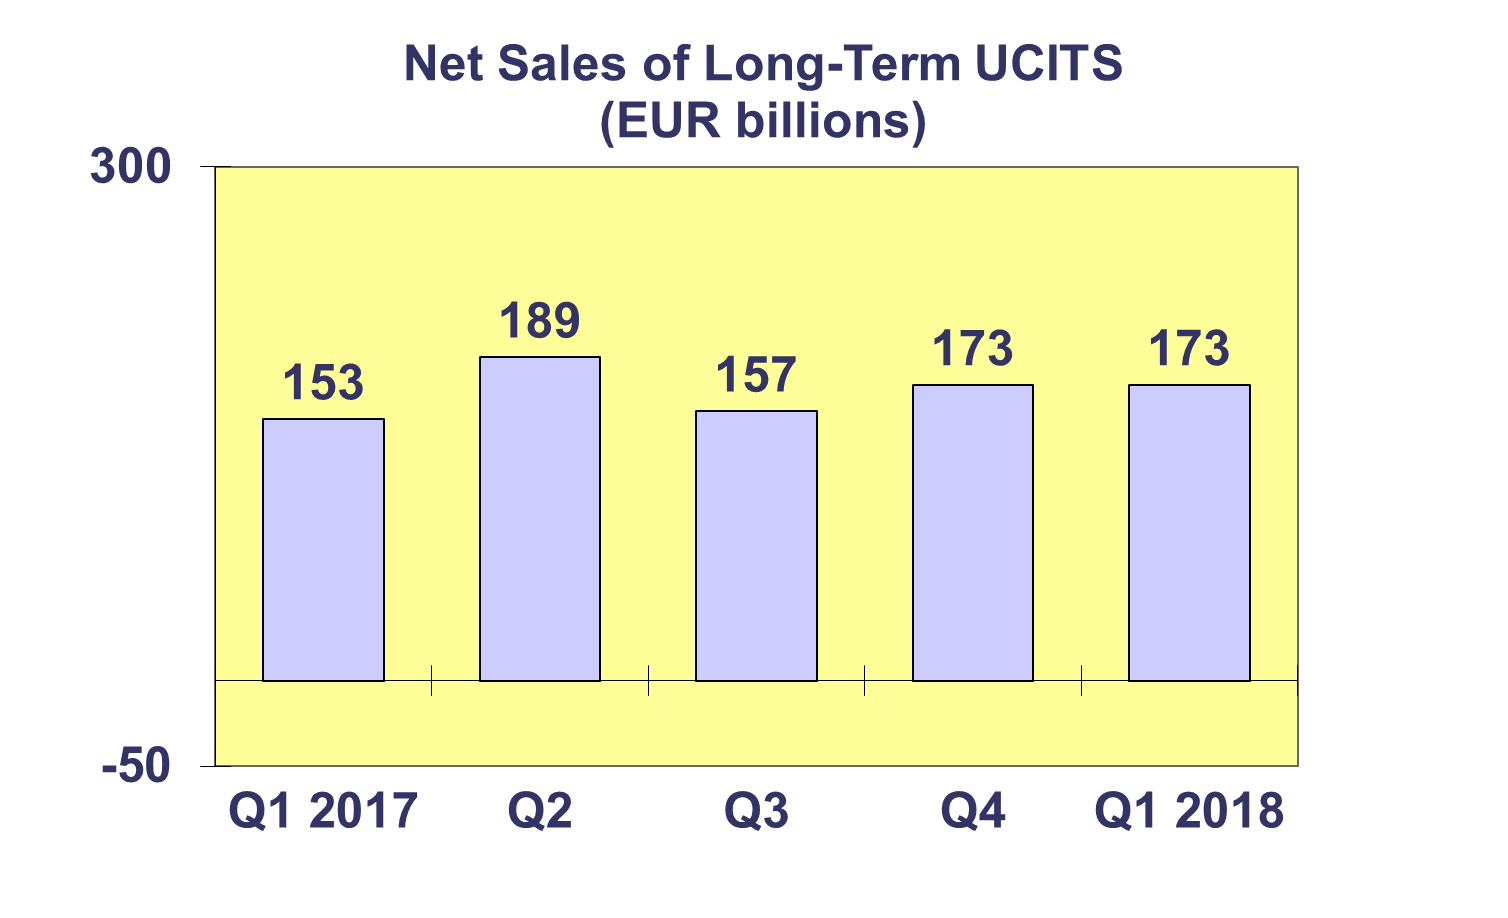 Net Sales of Long-Term UCITS
(EUR billions)
300
189
173
173
157
153
-50
Q1 2017 Q2 Q3 Q4 Q1 2018